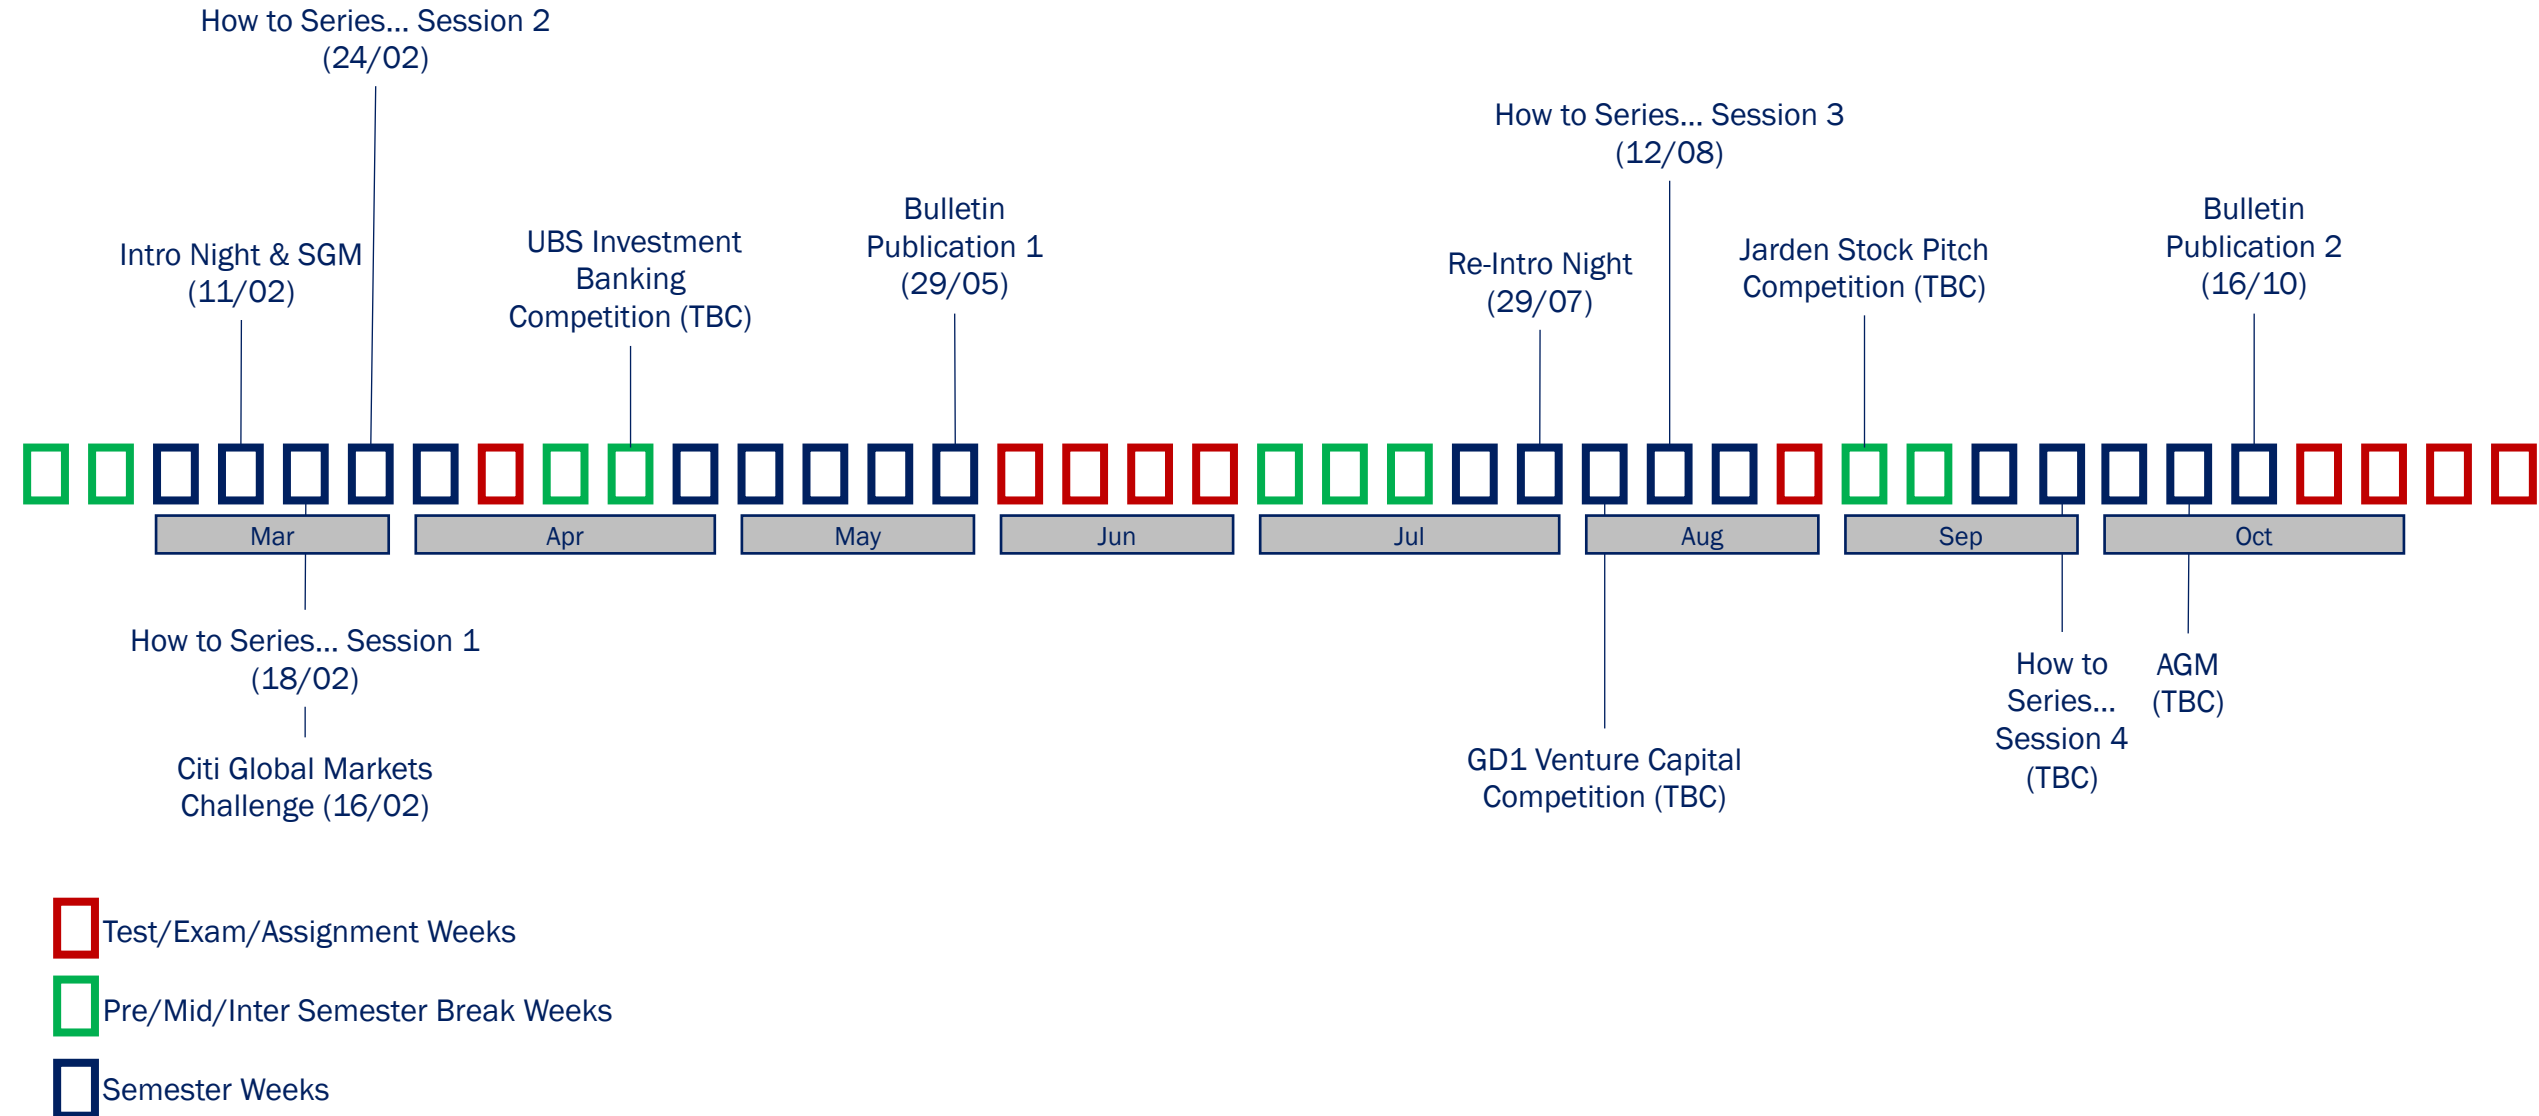 How to Series... Session 2
(24/02)
How to Series... Session 3
(12/08)
Intro Night & SGM
(11/02)
UBS Investment
Banking
Competition (TBC)
Bulletin
Publication 1
(29/05)
Re-Intro Night
(29/07)
Jarden Stock Pitch
Competition (TBC)
Bulletin
Publication 2
(16/10)
Mar
Apr
May
Jun
Jul
Aug
Sep
Oct
How to Series... Session 1
(18/02)
Citi Global Markets
Challenge (16/02)
GD1 Venture Capital
Competition (TBC)
How to
Series...
Session 4
(TBC)
AGM
(TBC)
Test/Exam/Assignment Weeks
Pre/Mid/Inter Semester Break Weeks
Semester Weeks